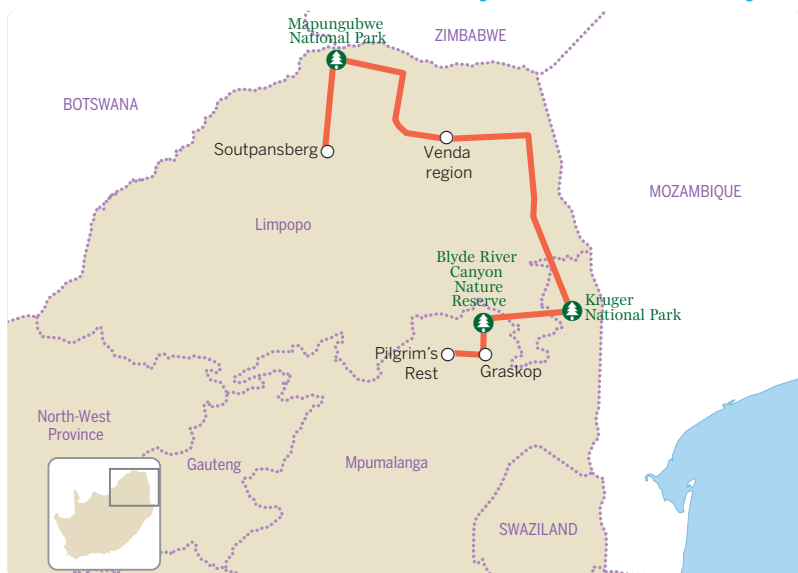 Mapungubwe
National Park
ZIMBABWE
BOTSWANA
Soutpansberg
Venda
region
MOZAMBIQUE
Limpopo
Blyde River
Canyon
Nature
Reserve
Kruger
National Park
Pilgrim's
Rest
Graskop
North-West
Province
Gauteng
Mpumalanga
SWAZILAND